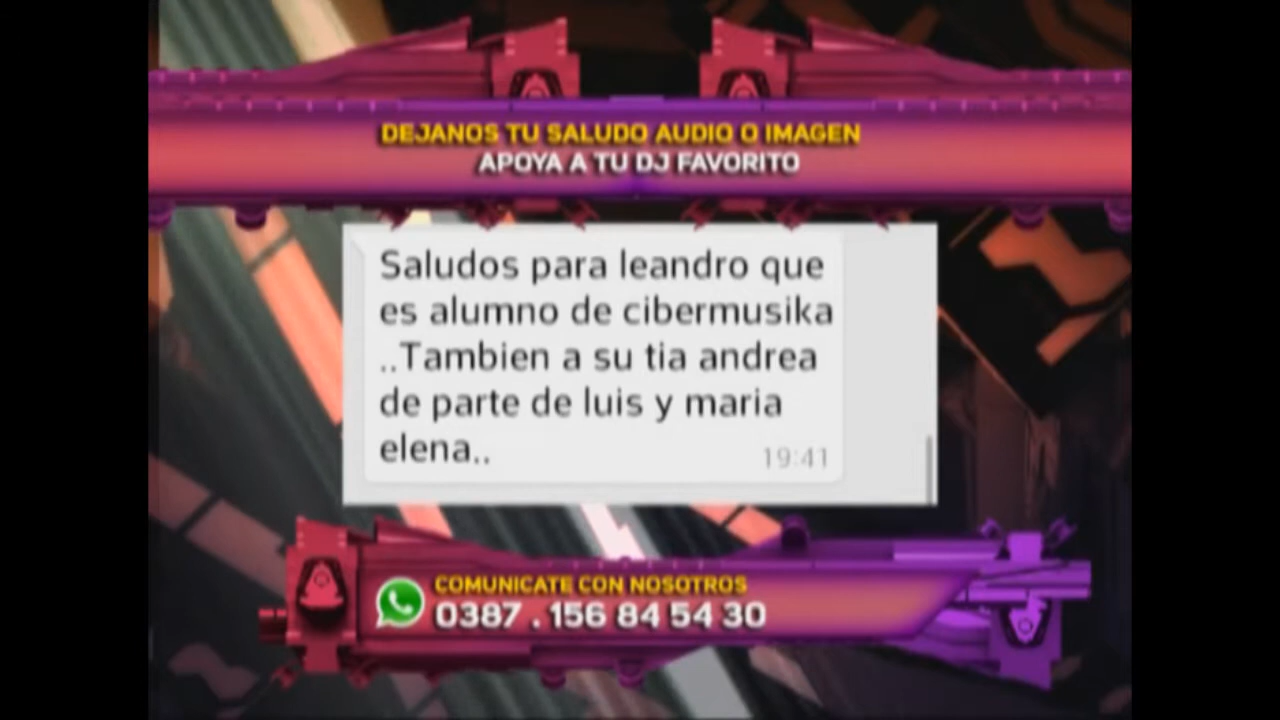 DEJANOS TU SALUDO AUDIO O IMAGEN
APOYA A TU DJ FAVORITO
Saludos para leandro que
es alumno de cibermusika
..Tambien a su tia andrea
de parte de luis y maria
elena..
19:41
COMUNICATE CON NOSOTROS
0387 . 156 84 54 30